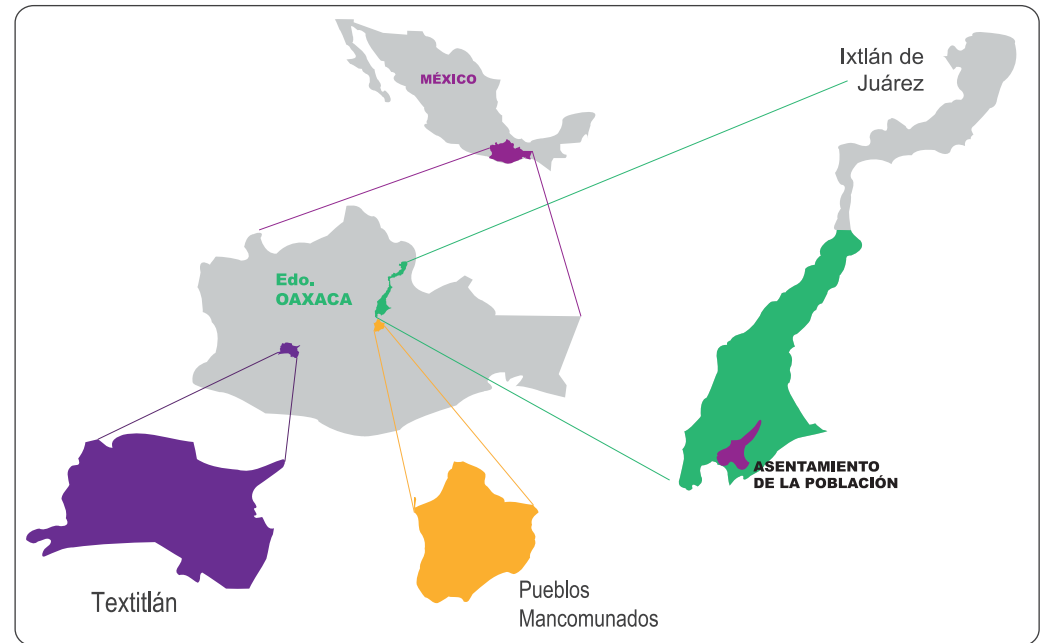 MÉXICO
Ixtlán de
Juárez
Edo.
OAXACA
ASENTAMIENTO
DE LA POBLACIÓN
Textitlán
Pueblos
Mancomunados